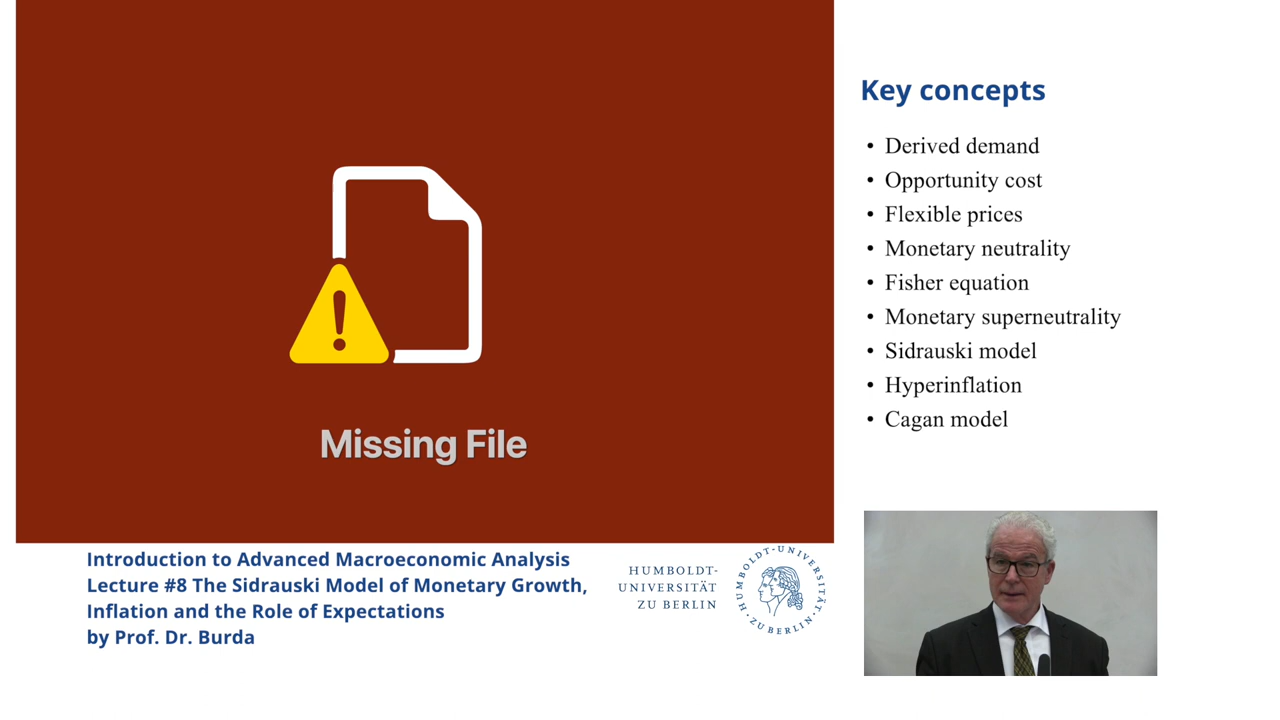 Missing File
Key concepts
• Derived demand
• Opportunity cost
• Flexible prices
• Monetary neutrality
• Fisher equation
• Monetary superneutrality
• Sidrauski model
• Hyperinflation
• Cagan model
Introduction to Advanced Macroeconomic Analysis
Lecture #8 The Sidrauski Model of Monetary Growth,
Inflation and the Role of Expectations
by Prof. Dr. Burda
HUMBOLDT-
UNIVERSITÄT
ZU BERLIN
HUMBOLDT-UNIVERSITÄT
ZU BERLIN